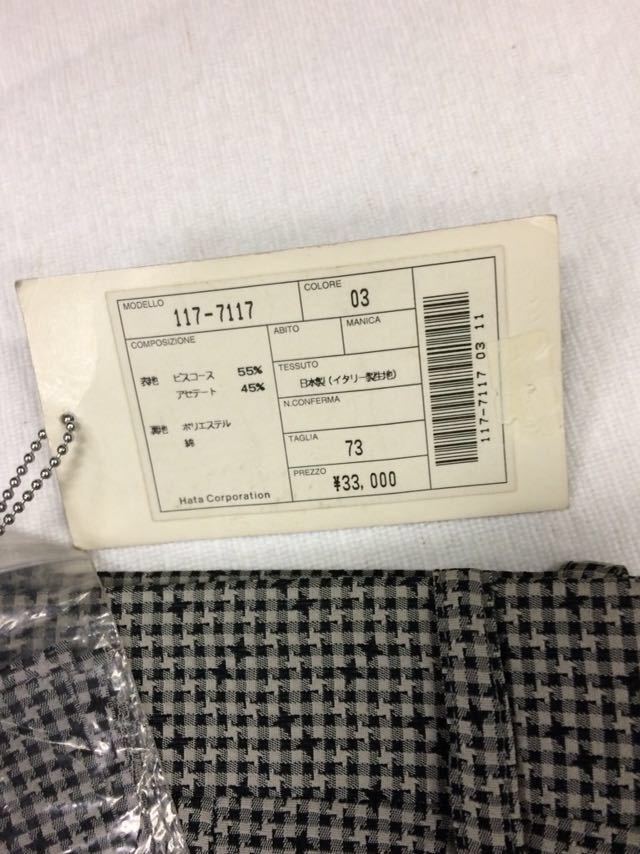 MODELLO
117-7117
COLORE
03
COMPOSIZIONE
表地 ビスコース 55%
アセテート 45%
裏地 ポリエステル
綿
Hata Corporation
ABITO
MANICA
TESSUTO
日本製(イタリー製生地)
N.CONFERMA
TAGLIA
73
PREZZO
¥33,000
117-7117 03 11